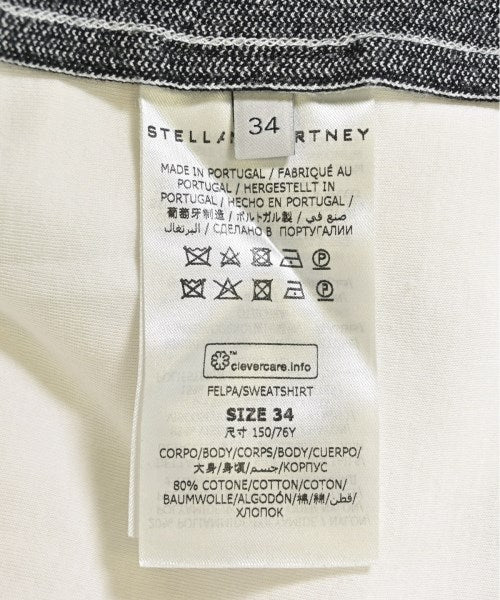 34
STELLA McCARTNEY
MADE IN PORTUGAL / FABRIQUÉ AU
PORTUGAL / HERGESTELLT IN
PORTUGAL / HECHO EN PORTUGAL /
葡萄牙制造 / ポルトガル製 / صنع في
البرتغال / СДЕЛАНО В ПОРТУГАЛИИ
P
P
™clevercare.info
FELPA/SWEATSHIRT
SIZE 34
尺寸 150/76Y
CORPO/BODY/CORPS/BODY/CUERPO/
大身/身頃/جسم/КОРПУС
80% COTONE/COTTON/COTON/
BAUMWOLLE/ALGODÓN/棉/綿/قطن/
ХЛОПОК